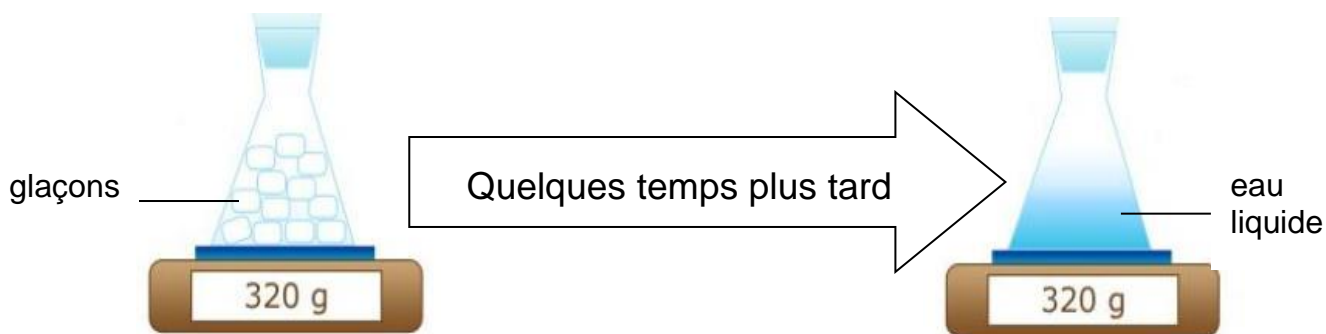 glaçons
320 g
Quelques temps plus tard
eau
liquide
320 g